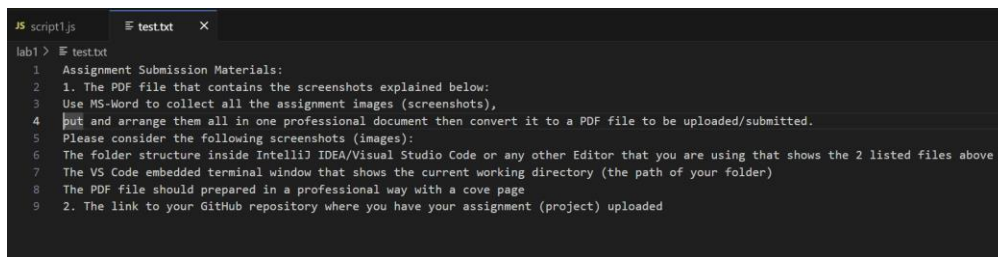 JS script1.js test.txt X
lab1 > test.txt
1 Assignment Submission Materials:
2 1. The PDF file that contains the screenshots explained below:
3 Use MS-Word to collect all the assignment images (screenshots),
4 put and arrange them all in one professional document then convert it to a PDF file to be uploaded/submitted.
5 Please consider the following screenshots (images):
6 The folder structure inside IntelliJ IDEA/Visual Studio Code or any other Editor that you are using that shows the 2 listed files above
7 The VS Code embedded terminal window that shows the current working directory (the path of your folder)
8 The PDF file should prepared in a professional way with a cove page
9 2. The link to your GitHub repository where you have your assignment (project) uploaded